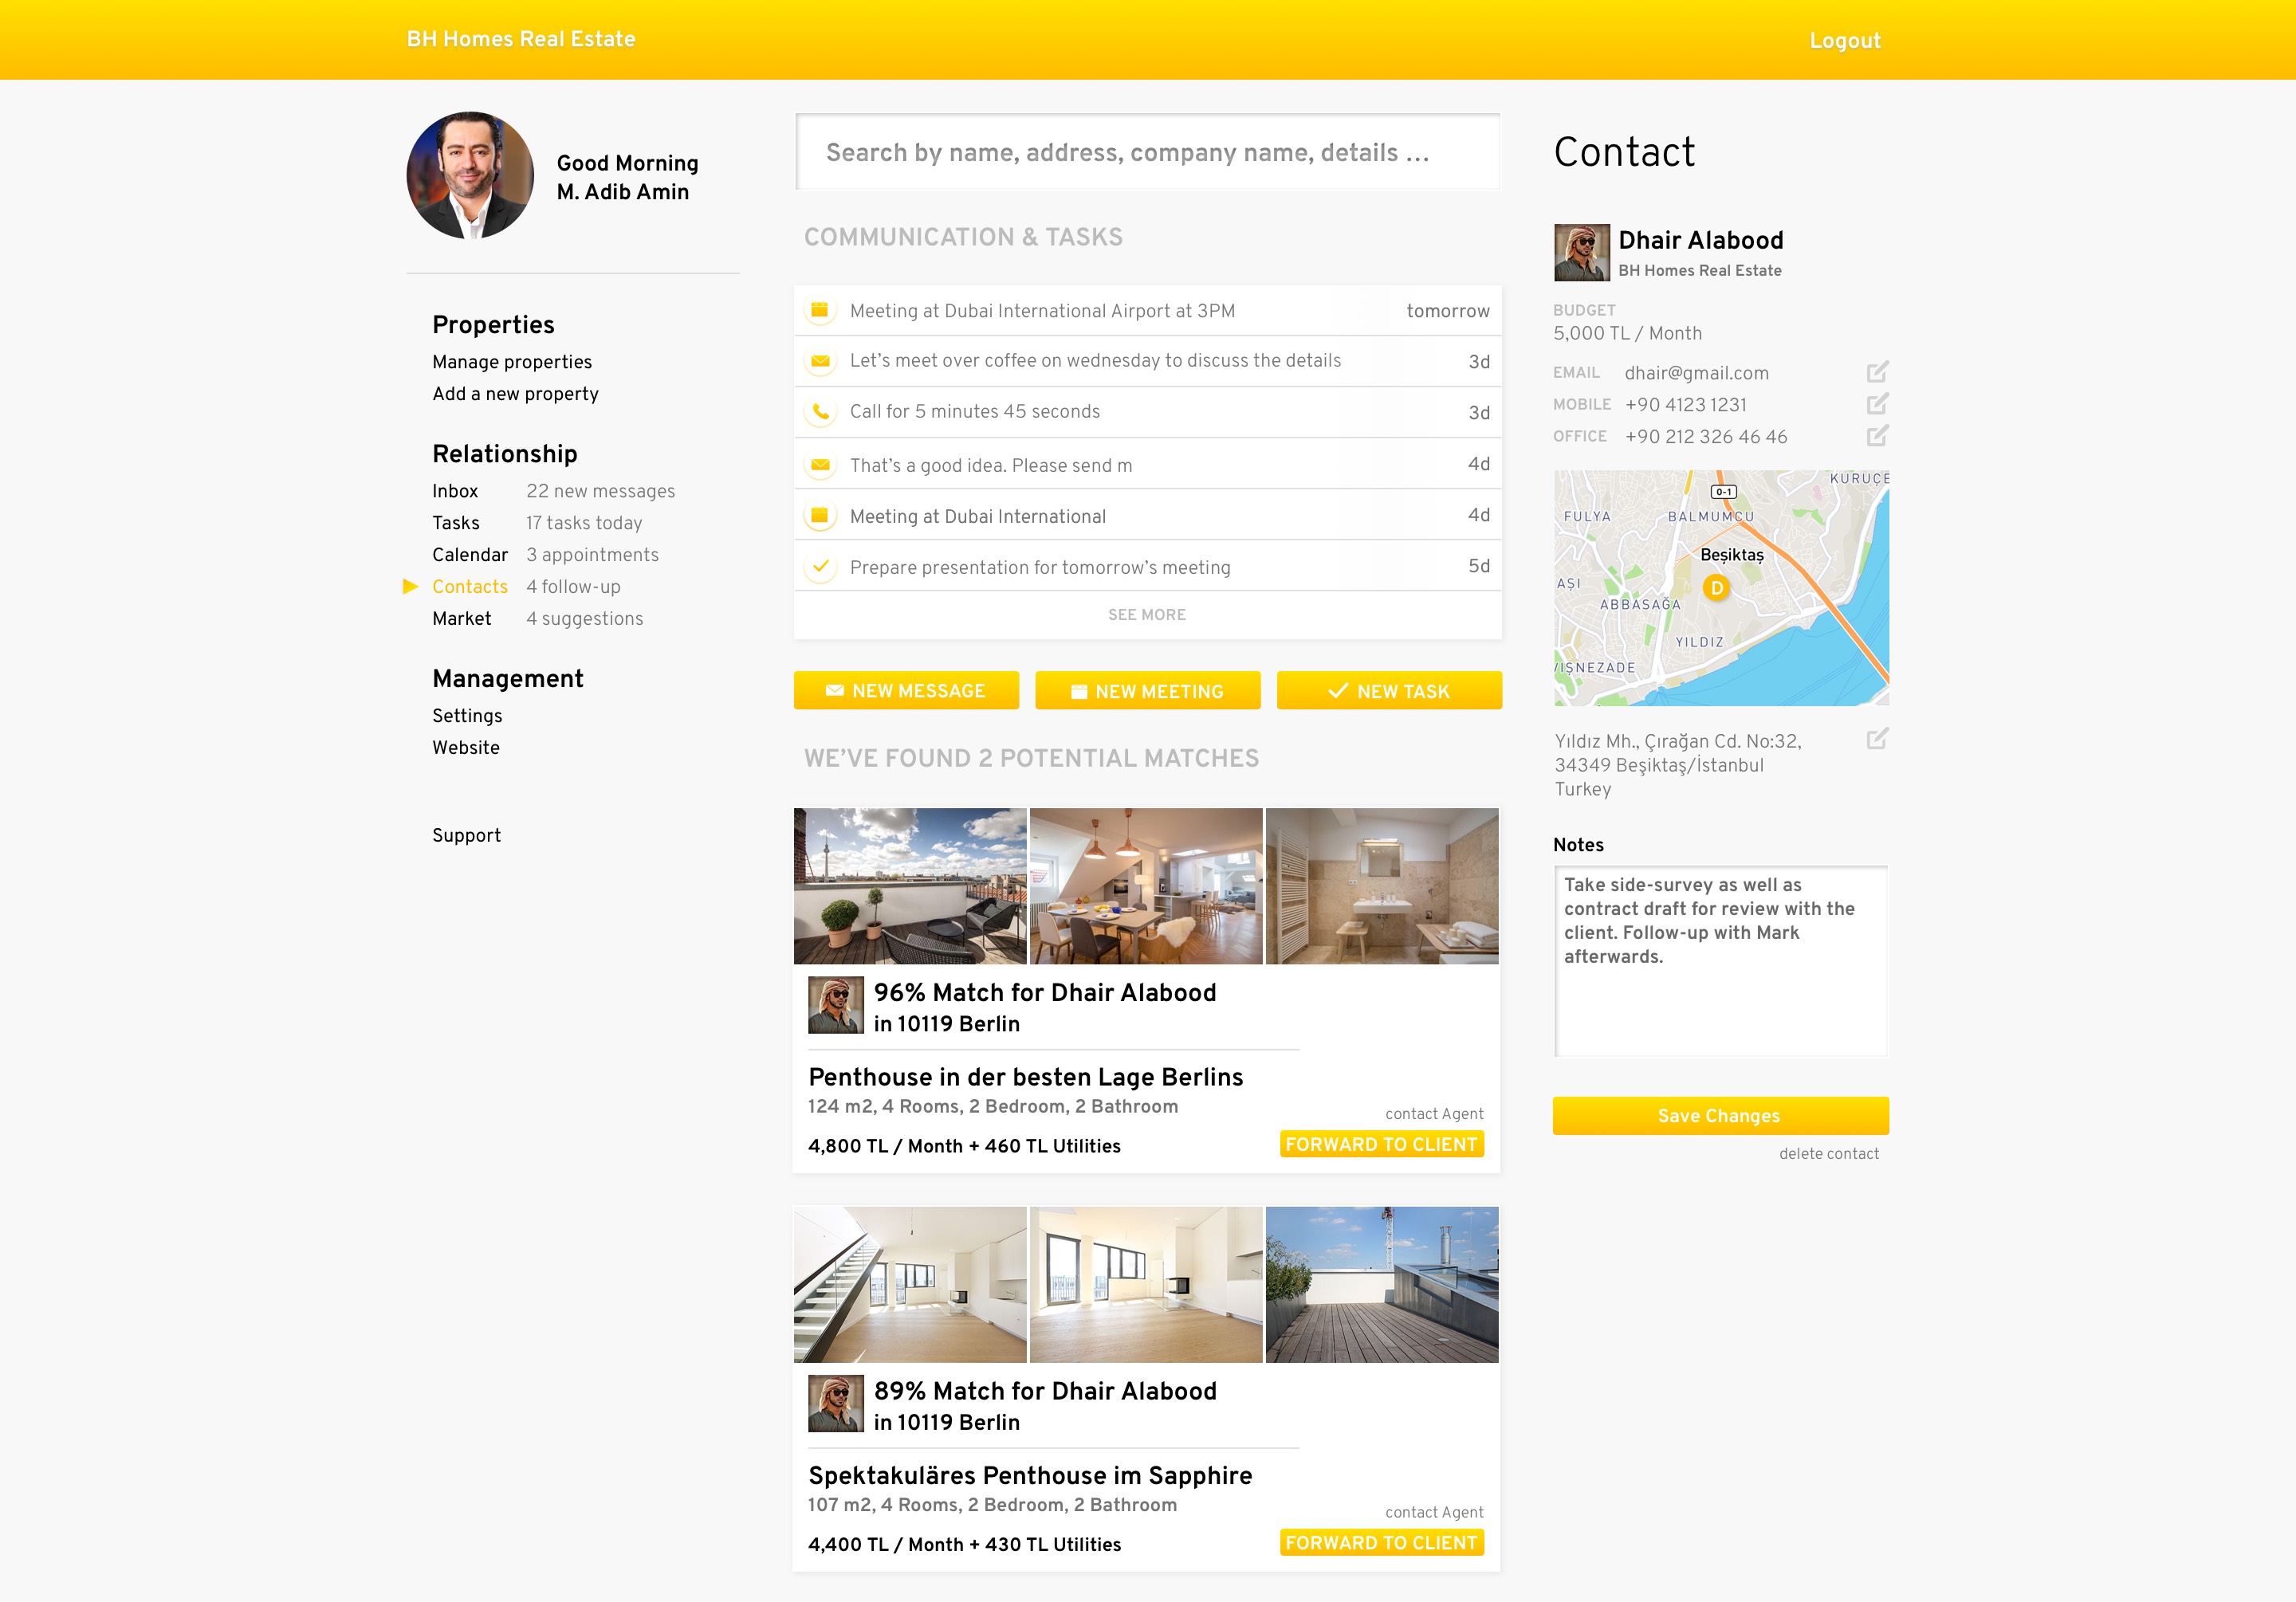 BH Homes Real Estate
Logout
Good Morning
M. Adib Amin
Properties
Manage properties
Add a new property
Relationship
Inbox 22 new messages
Tasks 17 tasks today
Calendar 3 appointments
Contacts 4 follow-up
Market 4 suggestions
Management
Settings
Website
Support
Search by name, address, company name, details ...
COMMUNICATION & TASKS
Meeting at Dubai International Airport at 3PM tomorrow
Let's meet over coffee on wednesday to discuss the details 3d
Call for 5 minutes 45 seconds 3d
That's a good idea. Please send m 4d
Meeting at Dubai International 4d
Prepare presentation for tomorrow's meeting 5d
SEE MORE
NEW MESSAGE
NEW MEETING
NEW TASK
WE'VE FOUND 2 POTENTIAL MATCHES
96% Match for Dhair Alabood
in 10119 Berlin
Penthouse in der besten Lage Berlins
124 m2, 4 Rooms, 2 Bedroom, 2 Bathroom
contact Agent
4,800 TL / Month + 460 TL Utilities
FORWARD TO CLIENT
89% Match for Dhair Alabood
in 10119 Berlin
Spektakuläres Penthouse im Sapphire
107 m2, 4 Rooms, 2 Bedroom, 2 Bathroom
contact Agent
4,400 TL / Month + 430 TL Utilities
FORWARD TO CLIENT
Contact
Dhair Alabood
BH Homes Real Estate
BUDGET
5,000 TL / Month
EMAIL dhair@gmail.com
MOBILE +90 4123 1231
OFFICE +90 212 326 46 46
KURUÇE
0-1
FULYA
BALMUMCU
Beşiktaş
AŞI
D
ABBASAĞA
YILDIZ
VIŞNEZADE
Yıldız Mh., Çırağan Cd. No:32,
34349 Beşiktaş/İstanbul
Turkey
Notes
Take side-survey as well as
contract draft for review with the
client. Follow-up with Mark
afterwards.
Save Changes
delete contact